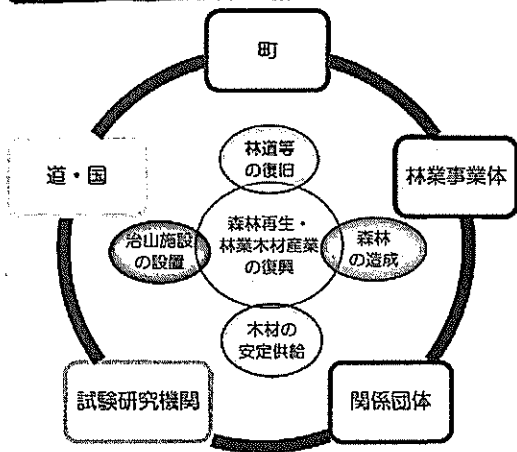 町
道・国
林業事業体
林道等
の復旧
治山施設
の設置
森林再生・
林業木材産業
の復興
森林
の造成
木材の
安定供給
試験研究機関
関係団体